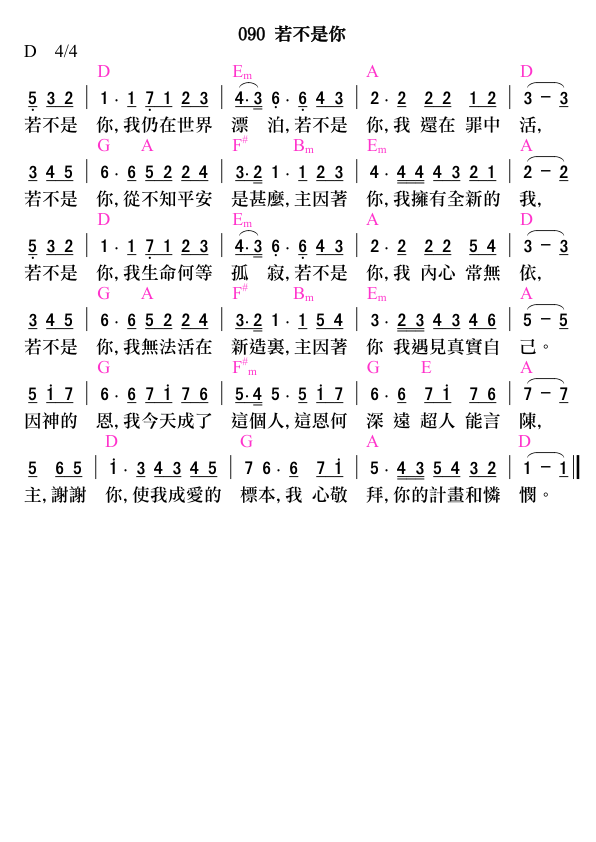 090 若不是你
D 4/4
D Em A D
5 3 2 | 1 . 1 7 1 2 3 | 4 . 3 6 . 6 4 3 | 2 . 2 2 2 1 2 | 3 − 3
若不是 你,我仍在世界 漂 泊,若不是 你,我 還在 罪中 活,
G A F# Bm Em A
3 4 5 | 6 . 6 5 2 2 4 | 3 . 2 1 . 1 2 3 | 4 . 4 4 4 3 2 1 | 2 − 2
若不是 你,從不知平安 是甚麼,主因著 你,我擁有全新的 我,
D Em A D
5 3 2 | 1 . 1 7 1 2 3 | 4 . 3 6 . 6 4 3 | 2 . 2 2 2 5 4 | 3 − 3
若不是 你,我生命何等 孤 寂,若不是 你,我 內心 常無 依,
G A F# Bm Em A
3 4 5 | 6 . 6 5 2 2 4 | 3 . 2 1 . 1 5 4 | 3 . 2 3 4 3 4 6 | 5 − 5
若不是 你,我無法活在 新造裏,主因著 你 我遇見真實自 己。
G F#m G E A
5 1 7 | 6 . 6 7 1 7 6 | 5 . 4 5 . 5 1 7 | 6 . 6 7 1 7 6 | 7 − 7
因神的 恩,我今天成了 這個人,這恩何 深 遠 超人 能言 陳,
D G A D
5 6 5 | 1 . 3 4 3 4 5 | 7 6 . 6 7 1 | 5 . 4 3 5 4 3 2 | 1 − 1
主,謝謝 你,使我成愛的 標本,我 心敬 拜,你的計畫和憐 憫。